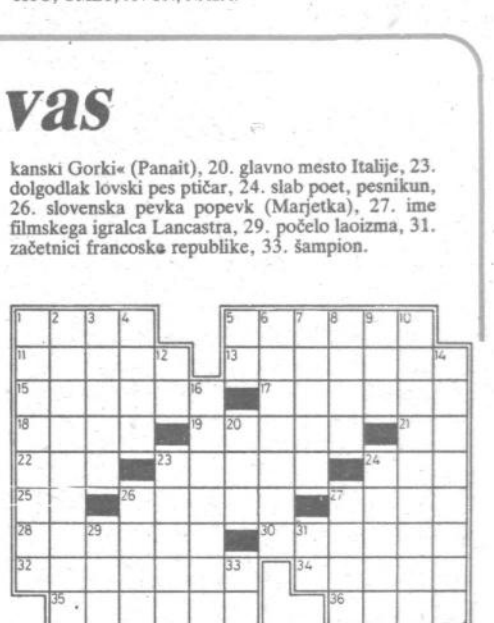 vas
kanski Gorki« (Panait), 20. glavno mesto Italije, 23.
dolgodlak lovski pes ptičar, 24. slab poet, pesnikun,
26. slovenska pevka popevk (Marjetka), 27. ime
filmskega igralca Lancastra, 29. počelo laoizma, 31.
začetnici francoske republike, 33. šampion.
1 2 3 4 5 6 7 8 9 10
11 12 13 14
15 16 17
18 19 20 21
22 23 24
25 26 27
28 29 30 31
32 33 34
35 36